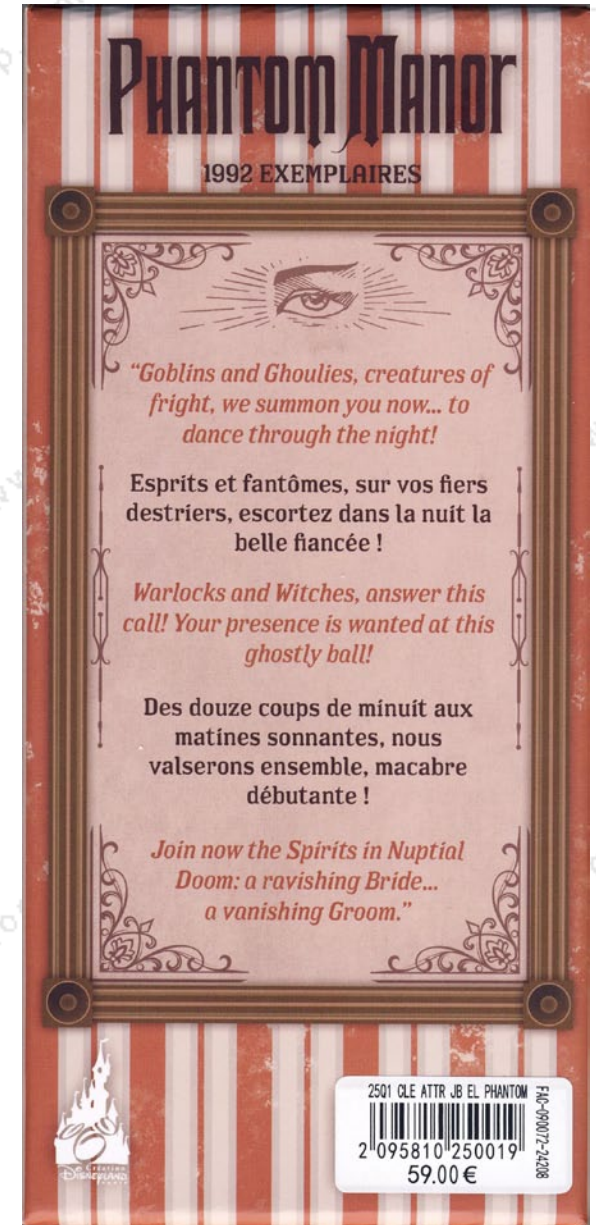 Phantom Manor
1992 EXEMPLAIRES
"Goblins and Ghoulies, creatures of
fright, we summon you now... to
dance through the night!
Esprits et fantômes, sur vos fiers
destriers, escortez dans la nuit la
belle fiancée !
Warlocks and Witches, answer this
call! Your presence is wanted at this
ghostly ball!
Des douze coups de minuit aux
matines sonnantes, nous
valserons ensemble, macabre
débutante !
Join now the Spirits in Nuptial
Doom: a ravishing Bride...
a vanishing Groom."
Création
Disneyland
Paris
25Q1 CLE ATTR JB EL PHANTOM
2 095810 250019
59.00 €
FAC-090072-24208